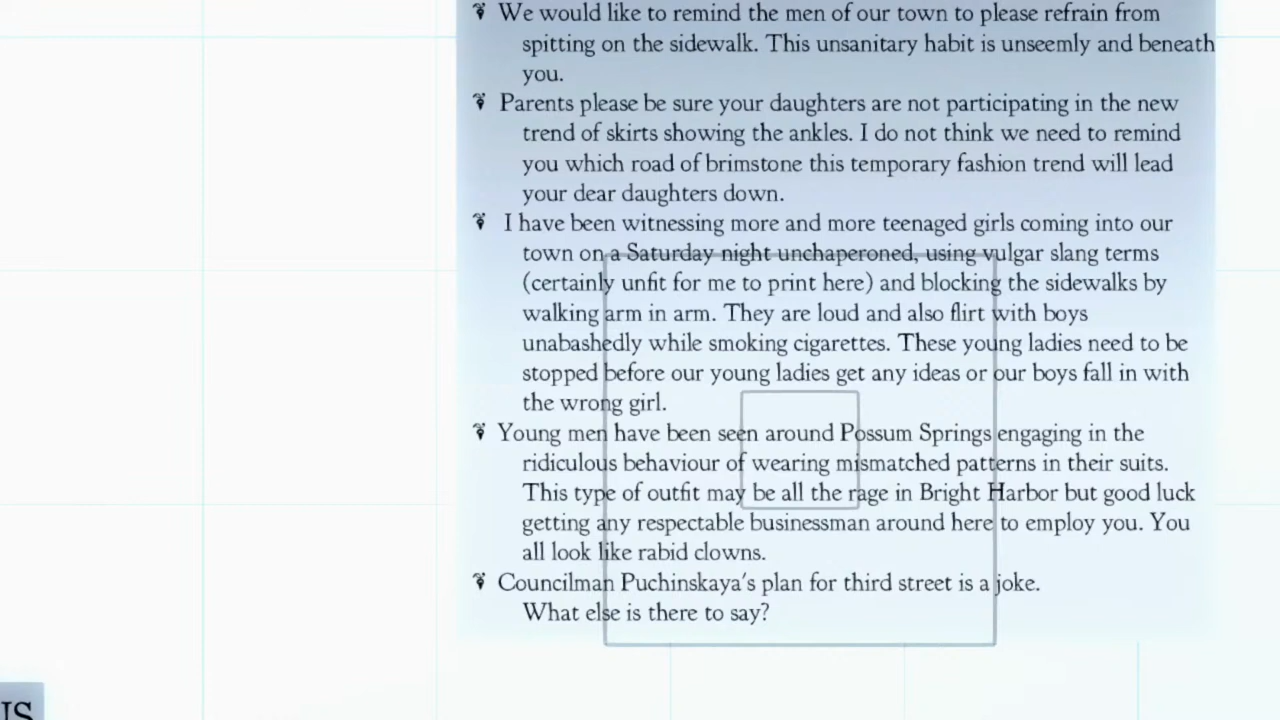 We would like to remind the men of our town to please refrain from
spitting on the sidewalk. This unsanitary habit is unseemly and beneath
you.
Parents please be sure your daughters are not participating in the new
trend of skirts showing the ankles. I do not think we need to remind
you which road of brimstone this temporary fashion trend will lead
your dear daughters down.
I have been witnessing more and more teenaged girls coming into our
town on a Saturday night unchaperoned, using vulgar slang terms
(certainly unfit for me to print here) and blocking the sidewalks by
walking arm in arm. They are loud and also flirt with boys
unabashedly while smoking cigarettes. These young ladies need to be
stopped before our young ladies get any ideas or our boys fall in with
the wrong girl.
Young men have been seen around Possum Springs engaging in the
ridiculous behaviour of wearing mismatched patterns in their suits.
This type of outfit may be all the rage in Bright Harbor but good luck
getting any respectable businessman around here to employ you. You
all look like rabid clowns.
Councilman Puchinskaya's plan for third street is a joke.
What else is there to say?
US